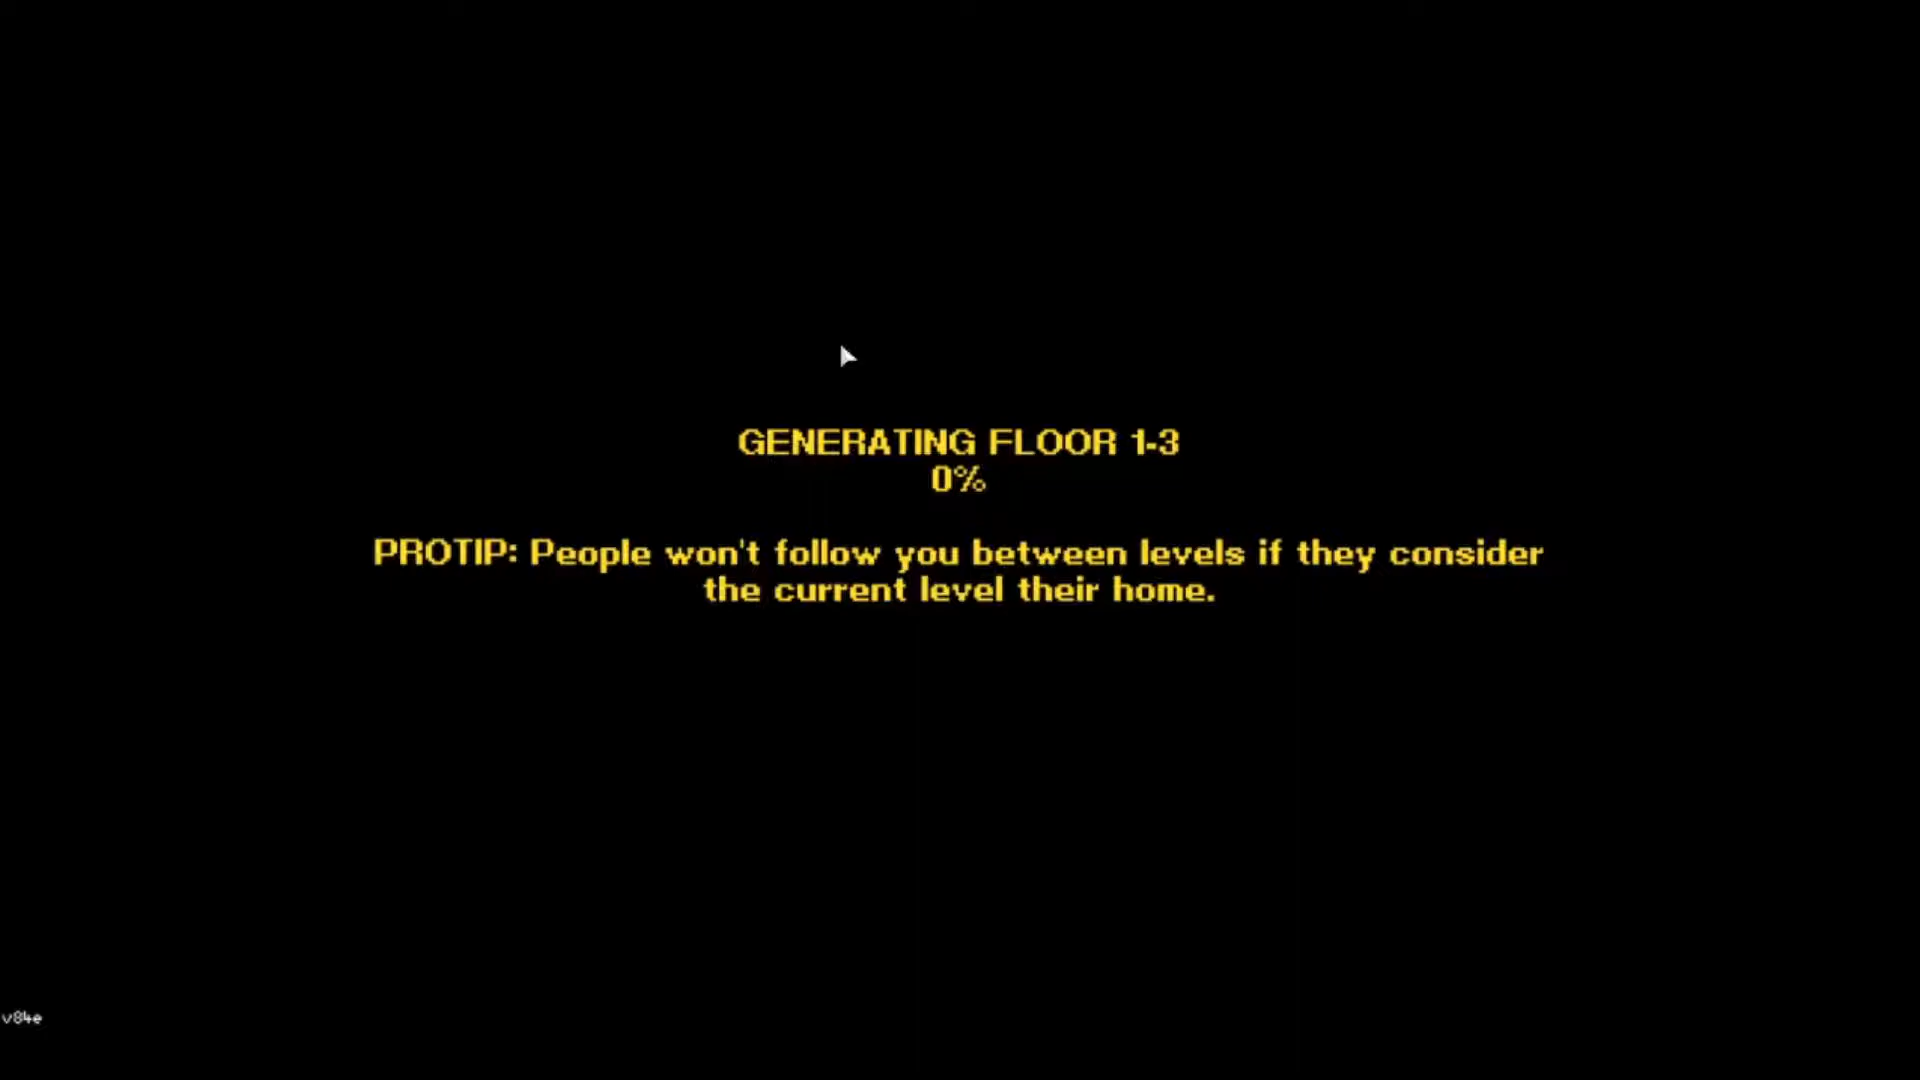 GENERATING FLOOR 1-3
0%
PROTIP: People won't follow you between levels if they consider
the current level their home.
v84e